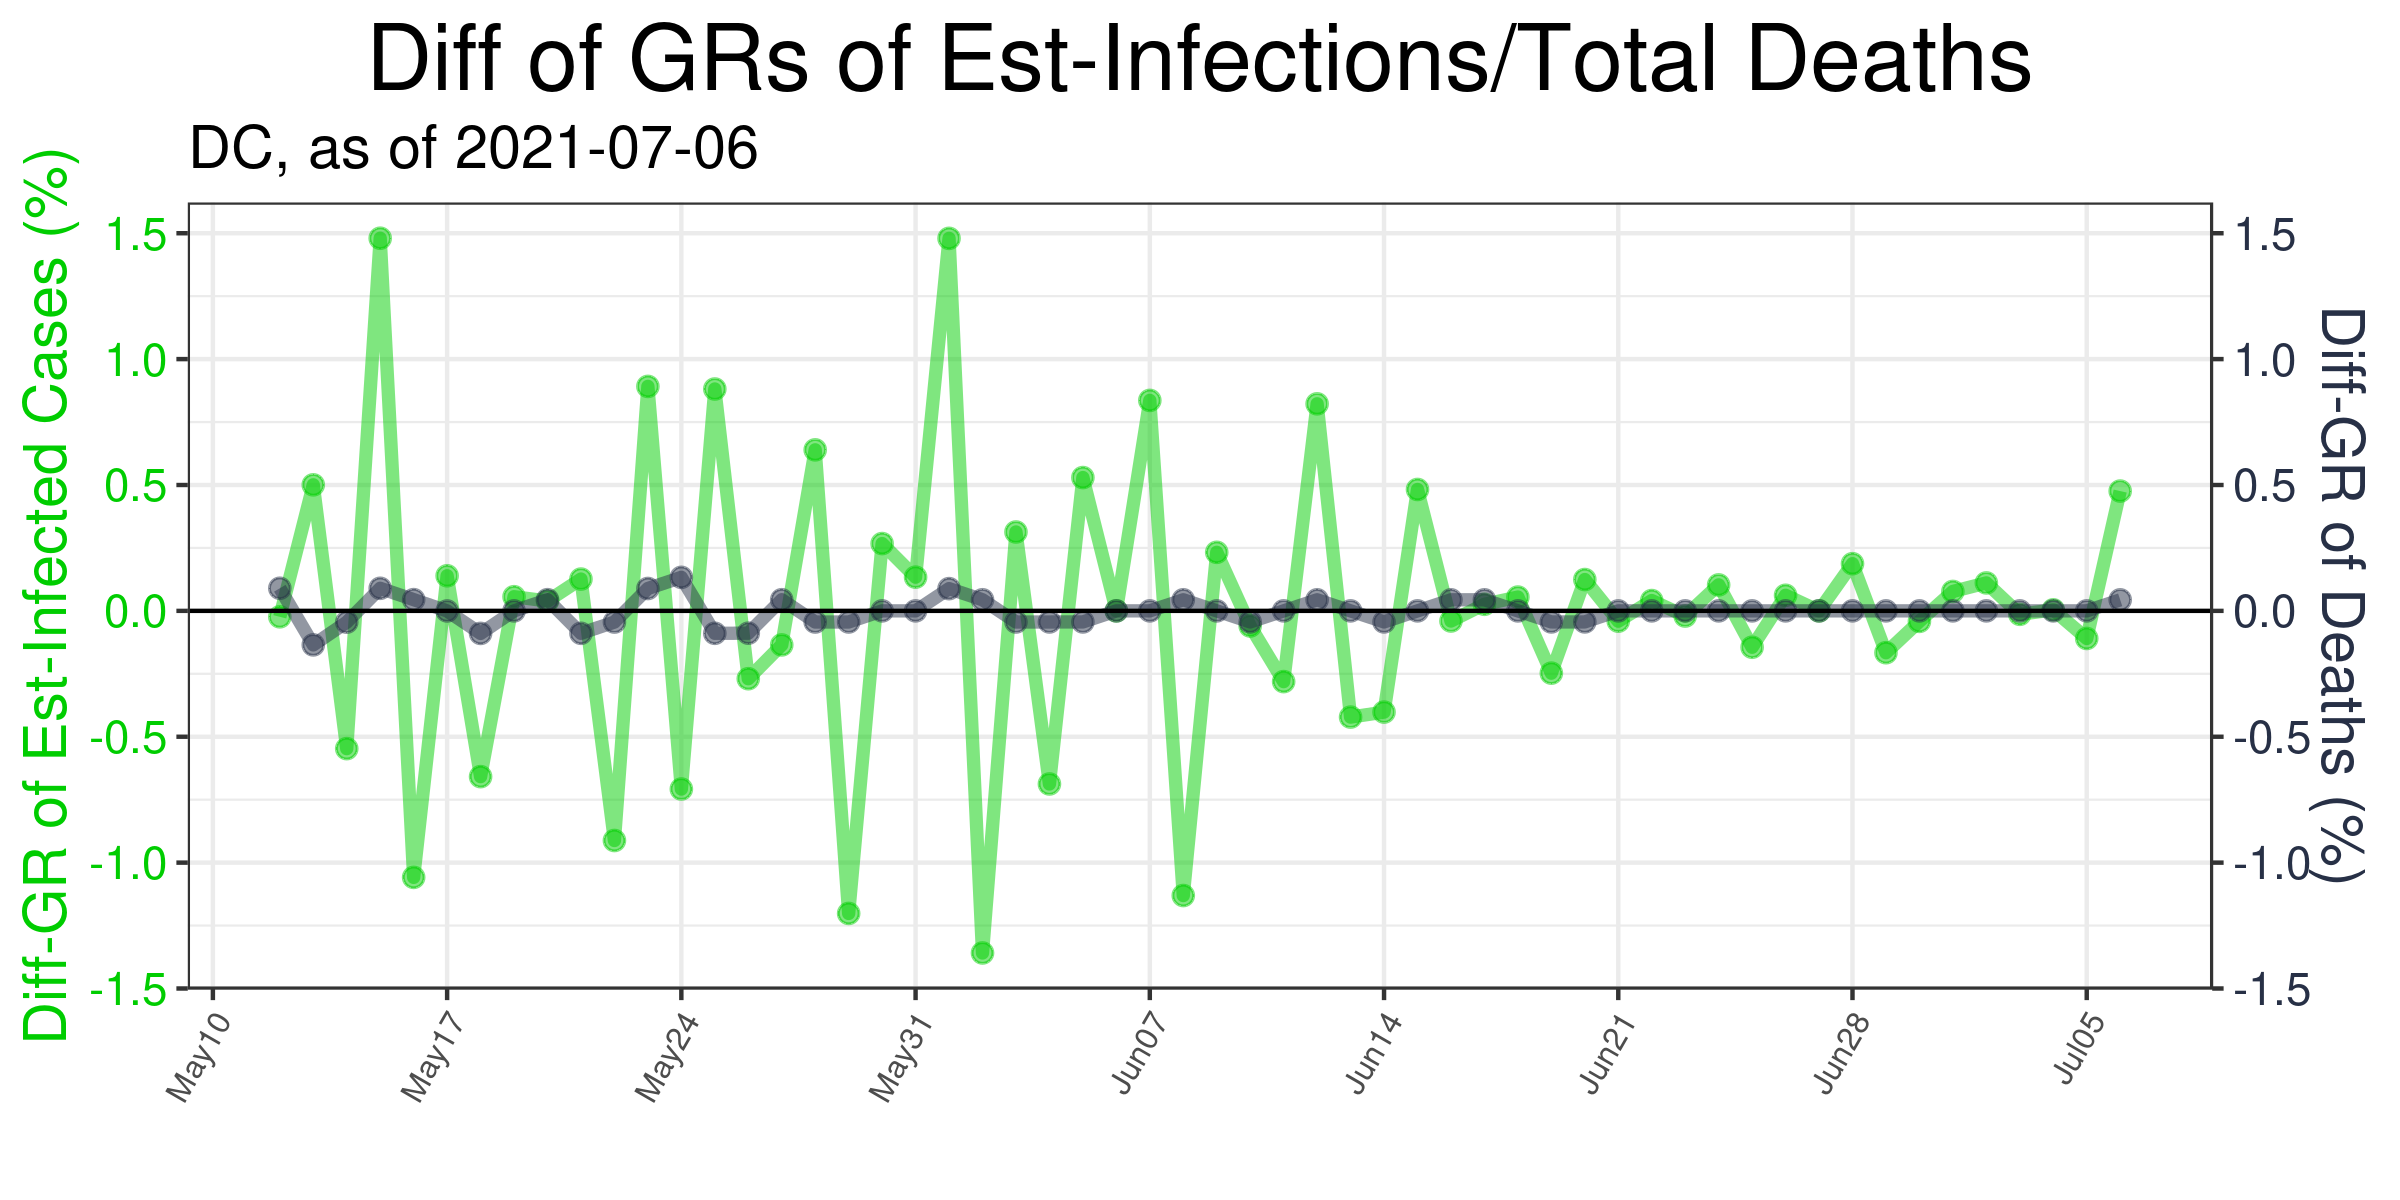 Diff of GRs of Est-Infections/Total Deaths
DC, as of 2021-07-06
Diff-GR of Est-Infected Cases (%)
1.5
1.0
0.5
0.0
-0.5
-1.0
-1.5
1.5
1.0
0.5
0.0
-0.5
-1.0
-1.5
Diff-GR of Deaths (%)
May10
May17
May24
May31
Jun07
Jun14
Jun21
Jun28
Jul05